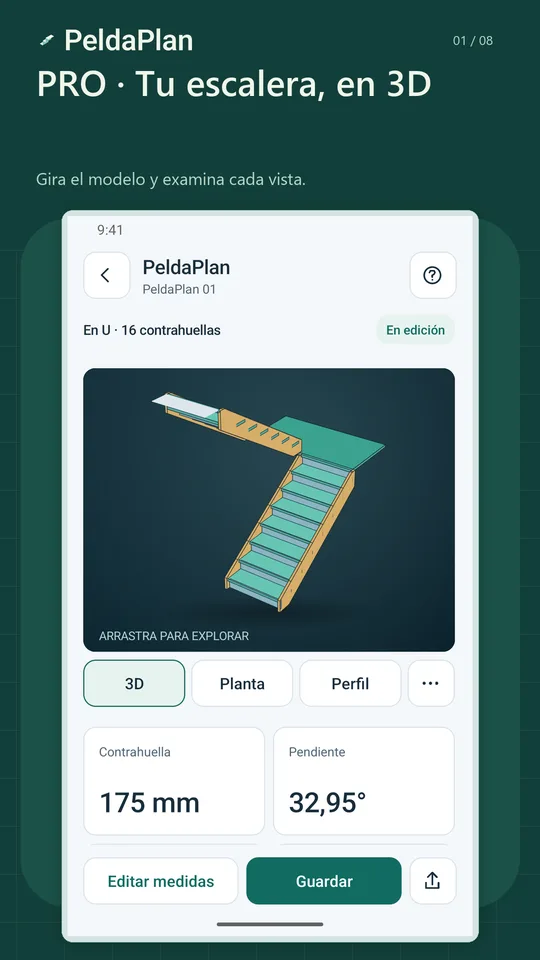 PeldaPlan
01 / 08
PRO · Tu escalera, en 3D
Gira el modelo y examina cada vista.
9:41
PeldaPlan
PeldaPlan 01
En U · 16 contrahuellas
En edición
ARRASTRA PARA EXPLORAR
3D
Planta
Perfil
Contrahuella
Pendiente
175 mm
32,95°
Editar medidas
Guardar